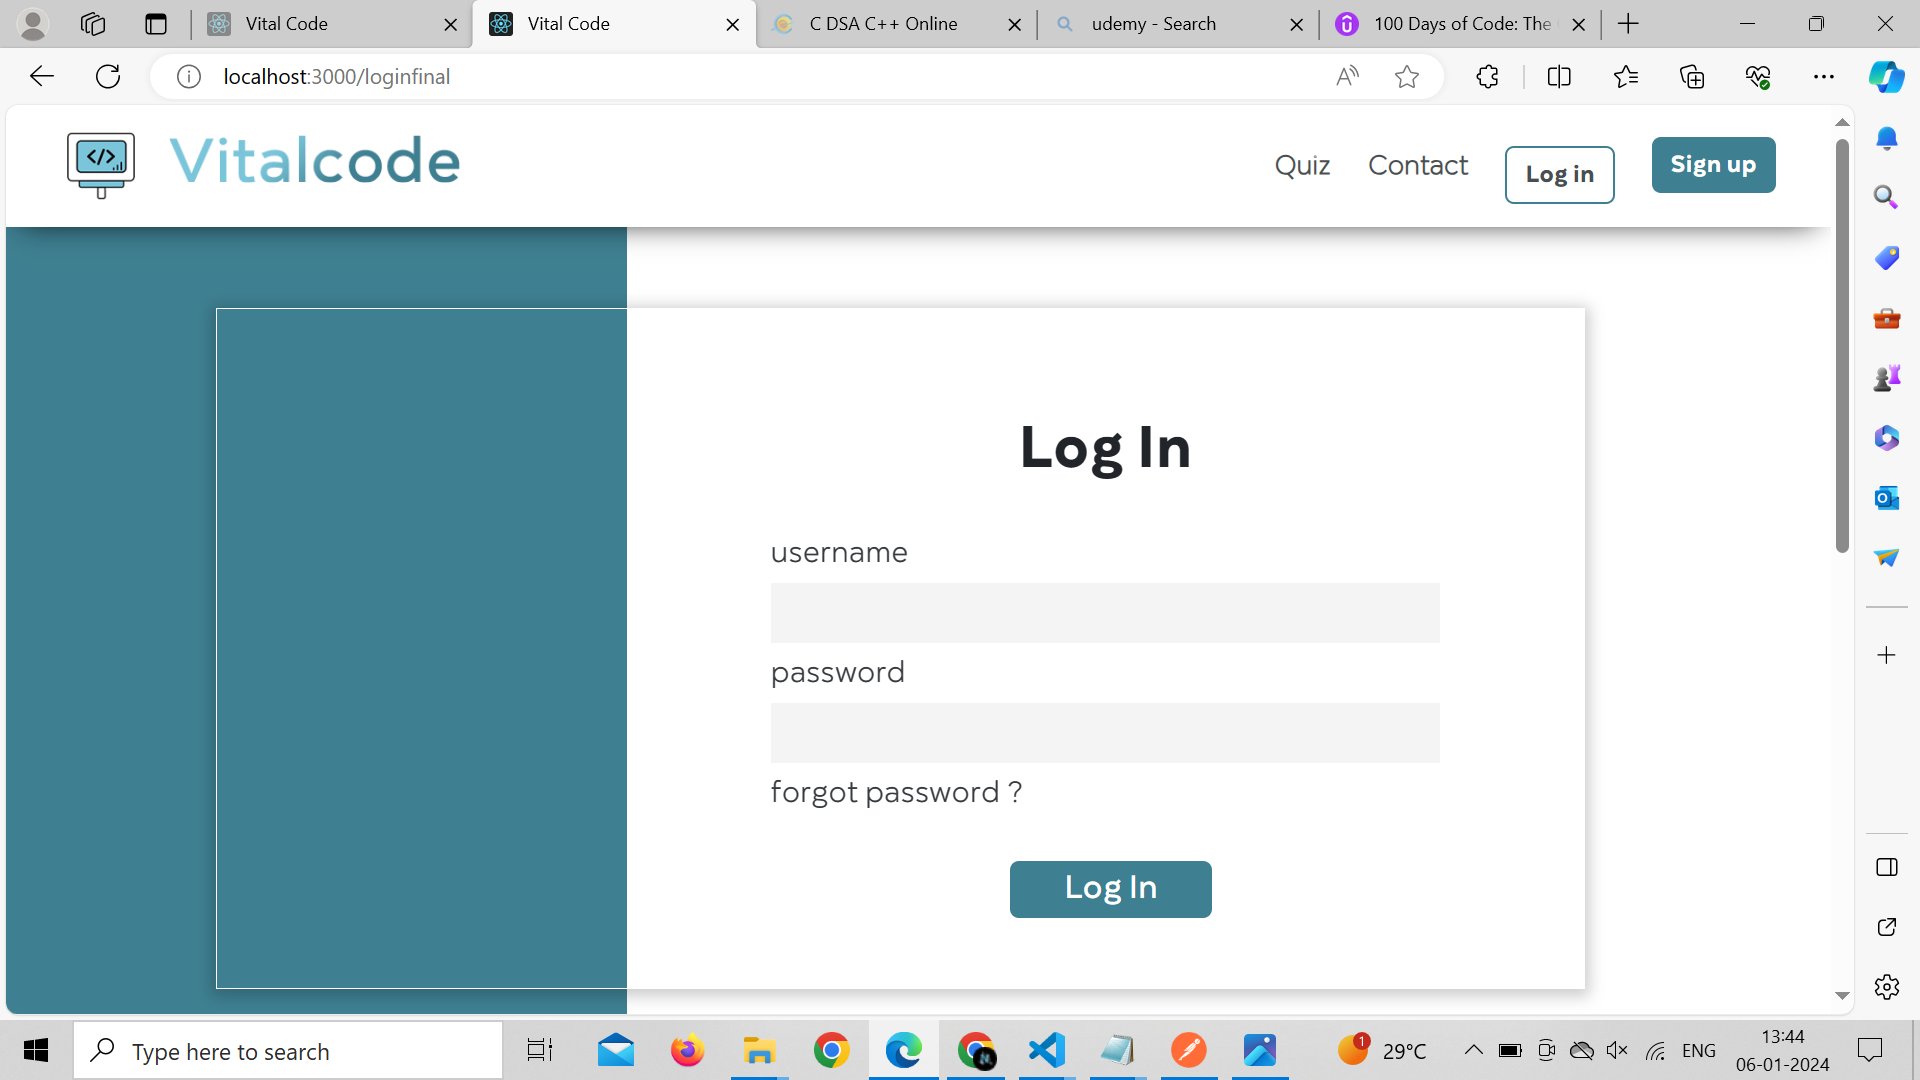 Vital Code
Vital Code
C DSA C++ Online
udemy - Search
100 Days of Code: The
localhost:3000/loginfinal
</>
Vitalcode
Quiz
Contact
Log in
Sign up
Log In
username
password
forgot password ?
Log In
Type here to search
1
29°C
ENG
13:44
06-01-2024